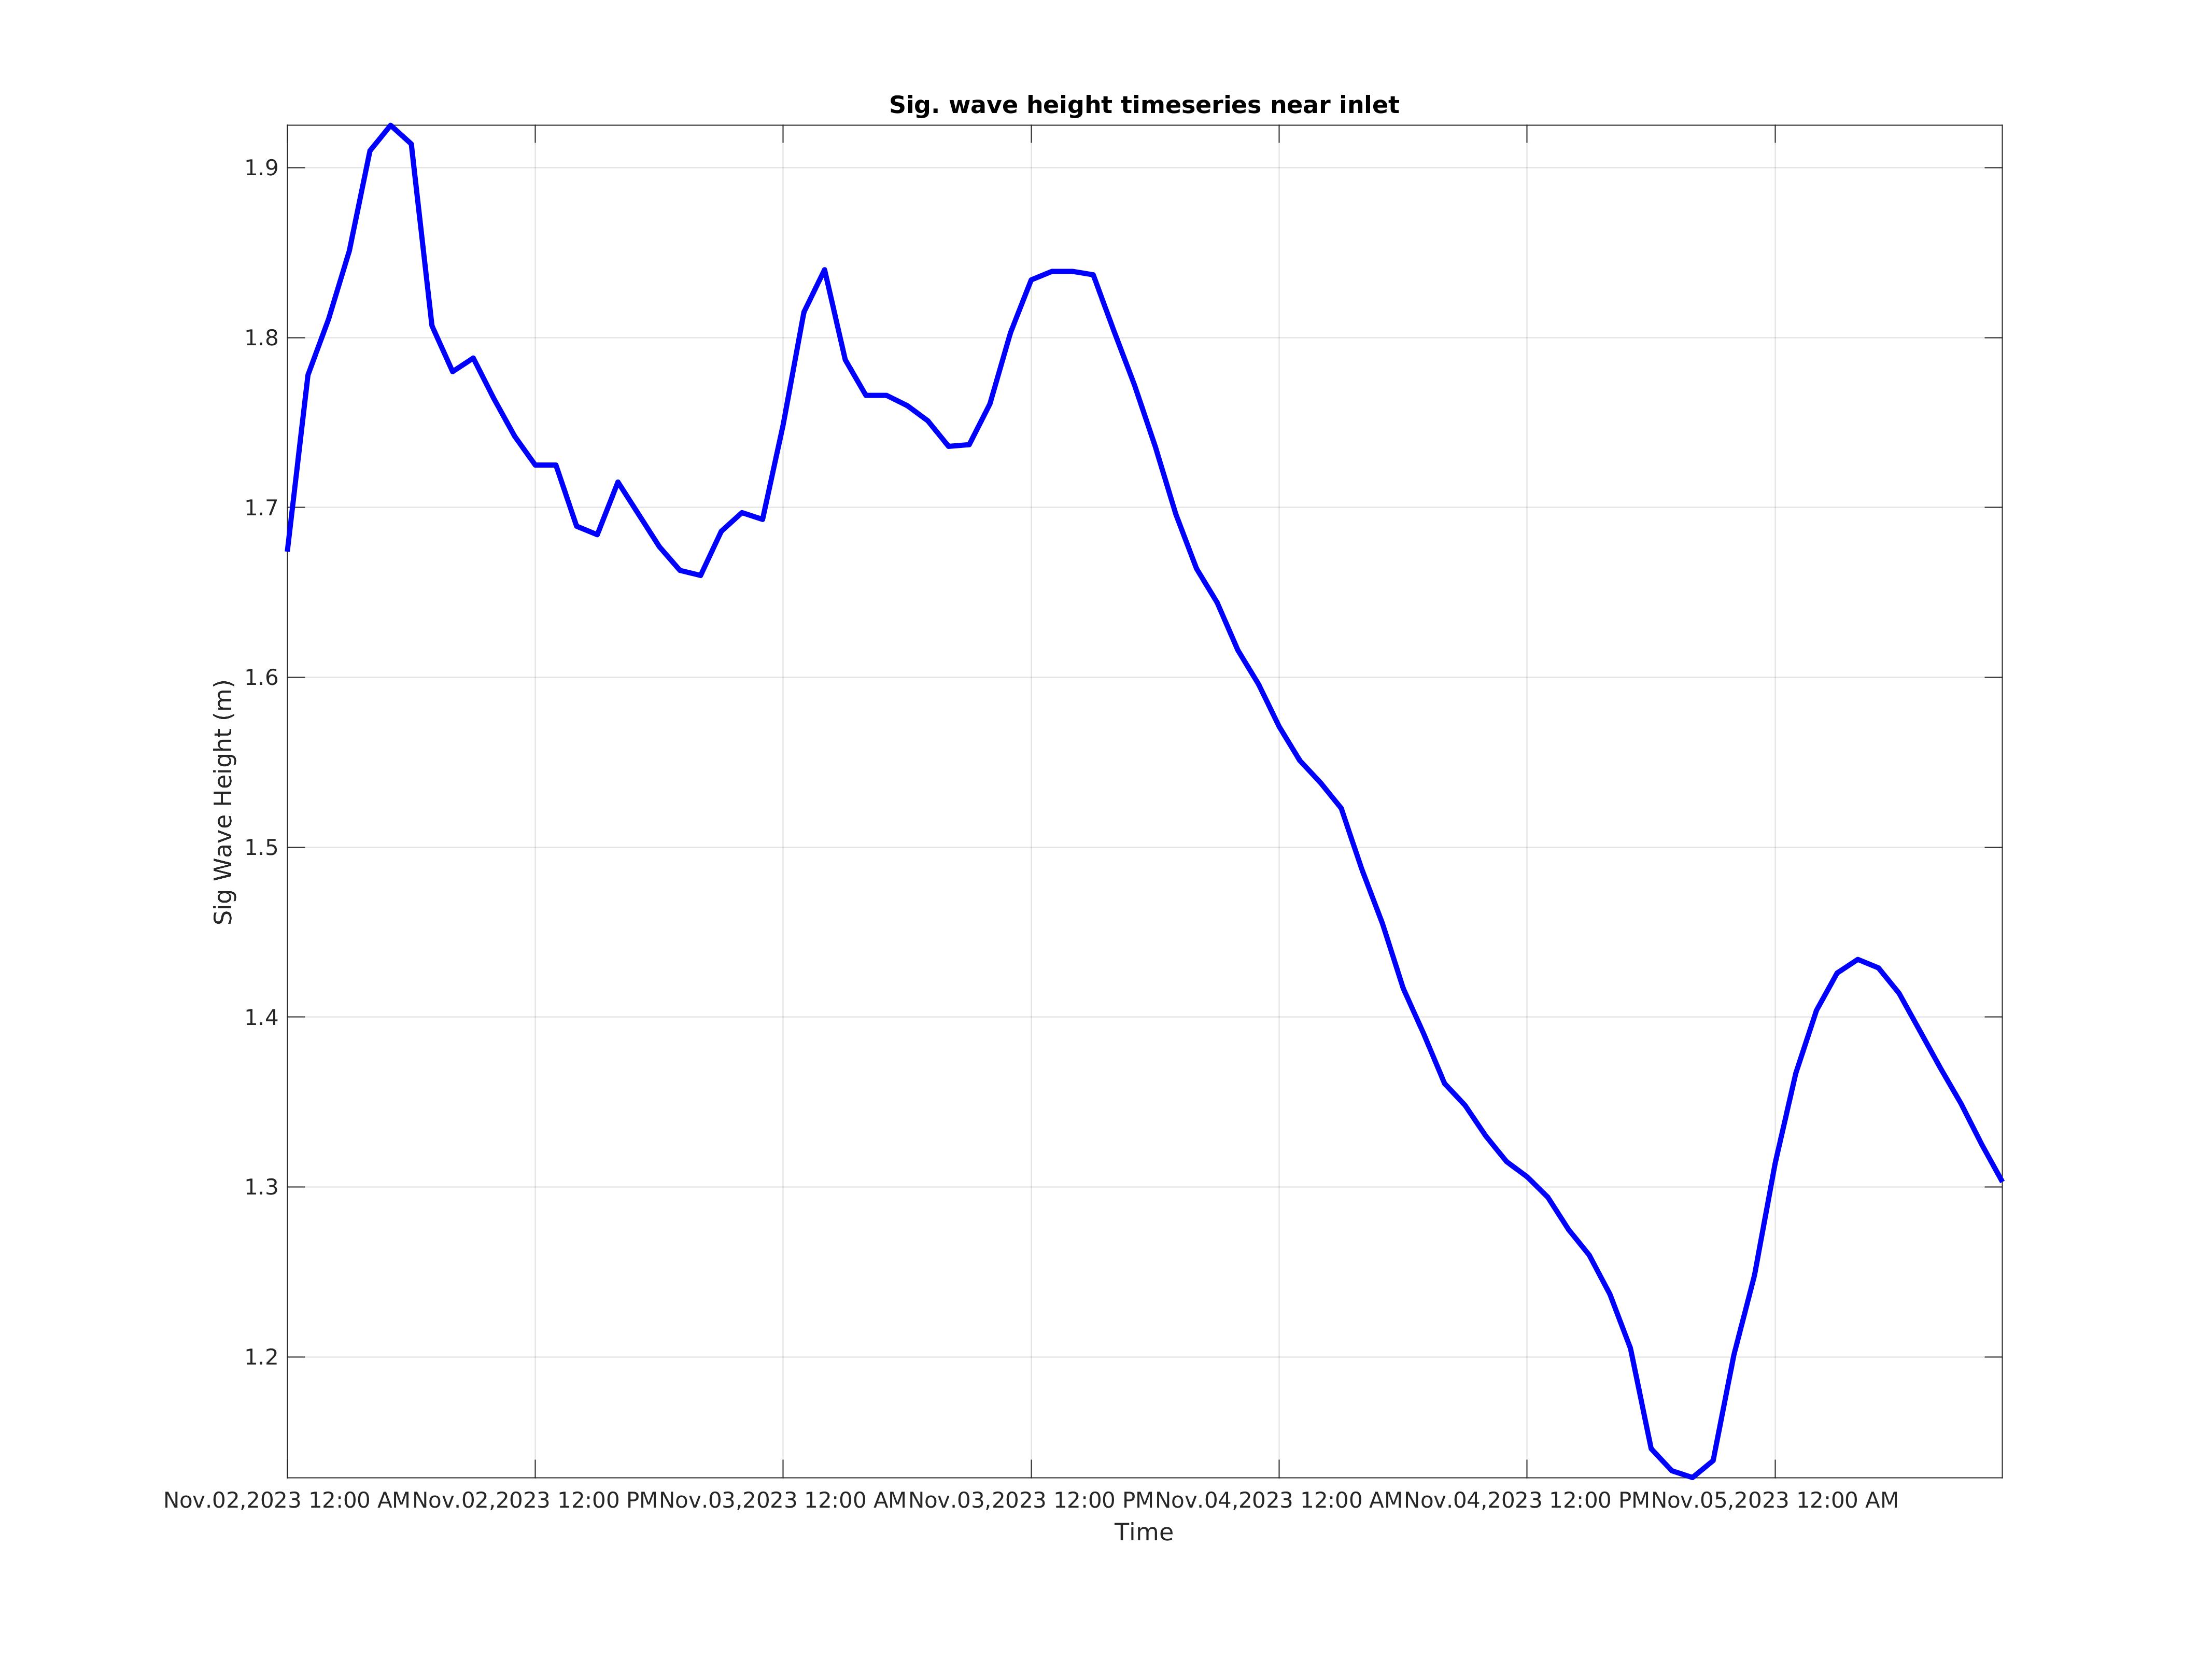 Sig. wave height timeseries near inlet
1.9
1.8
1.7
1.6
1.5
1.4
1.3
1.2
Sig Wave Height (m)
Nov.02,2023 12:00 AM Nov.02,2023 12:00 PM Nov.03,2023 12:00 AM Nov.03,2023 12:00 PM Nov.04,2023 12:00 AM Nov.04,2023 12:00 PM Nov.05,2023 12:00 AM
Time